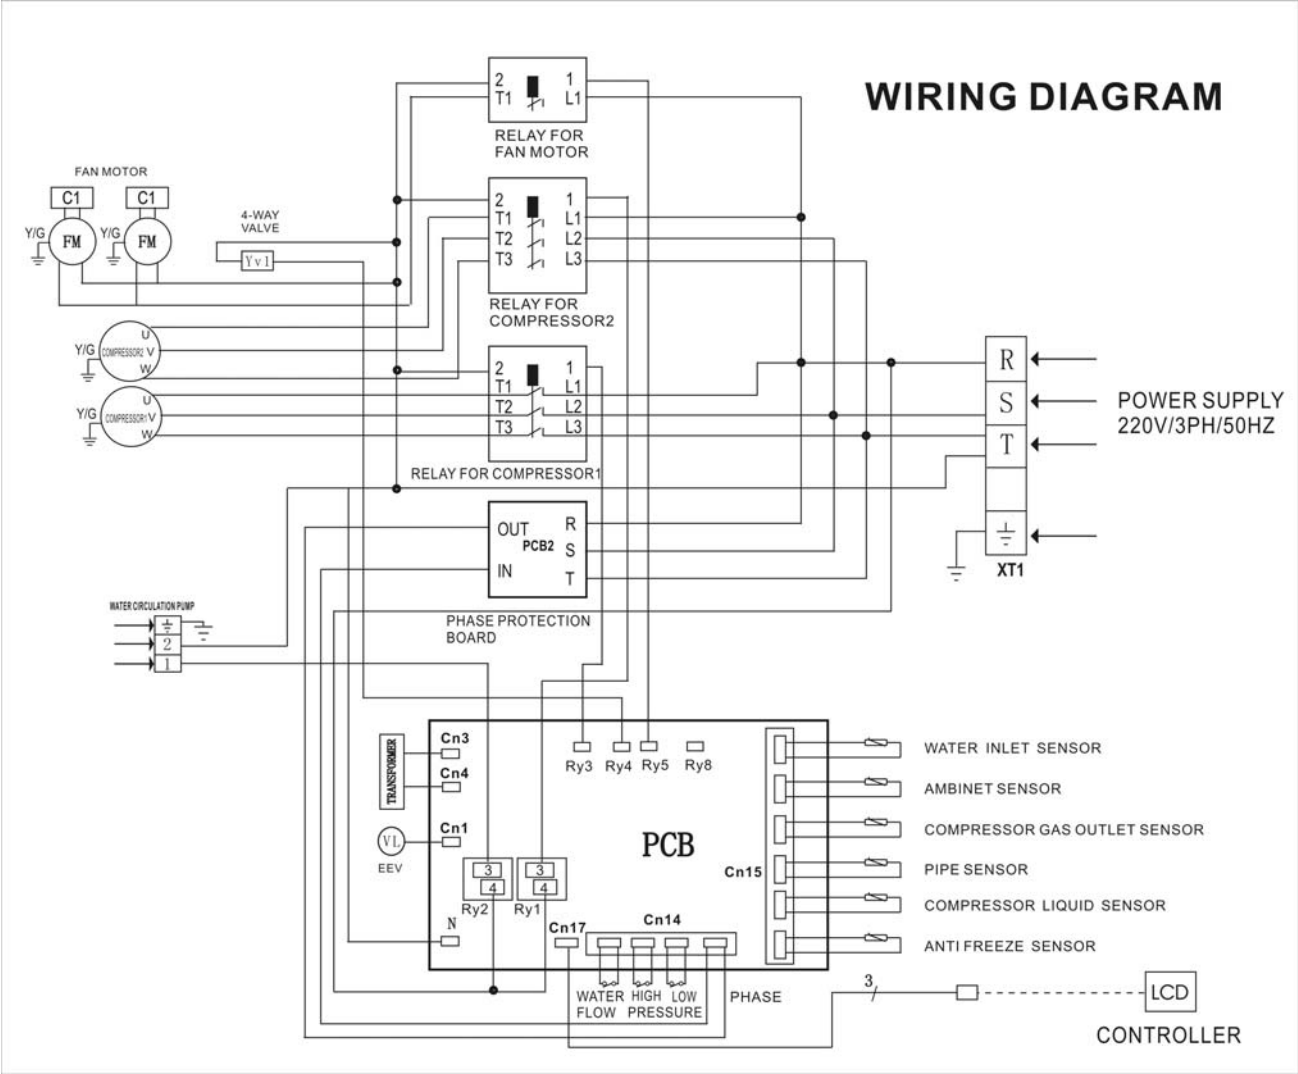 WIRING DIAGRAM
2 1
T1 L1
RELAY FOR
FAN MOTOR
FAN MOTOR
C1 C1
Y/G FM Y/G FM
4-WAY
VALVE
Yv1
2 1
T1 L1
T2 L2
T3 L3
RELAY FOR
COMPRESSOR2
U
Y/G COMPRESSOR2 V
W
U
Y/G COMPRESSOR1 V
W
2 1
T1 L1
T2 L2
T3 L3
RELAY FOR COMPRESSOR1
R
S
T
XT1
POWER SUPPLY
220V/3PH/50HZ
OUT R
PCB2 S
IN T
PHASE PROTECTION
BOARD
WATER CIRCULATION PUMP
2
1
TRANSFORMER
Cn3
Cn4
VL
Cn1
EEV
N
Ry3 Ry4 Ry5 Ry8
PCB
3 3
4 4
Ry2 Ry1
Cn17
Cn14
Cn15
WATER INLET SENSOR
AMBINET SENSOR
COMPRESSOR GAS OUTLET SENSOR
PIPE SENSOR
COMPRESSOR LIQUID SENSOR
ANTI FREEZE SENSOR
WATER HIGH LOW PHASE
FLOW PRESSURE
3
LCD
CONTROLLER